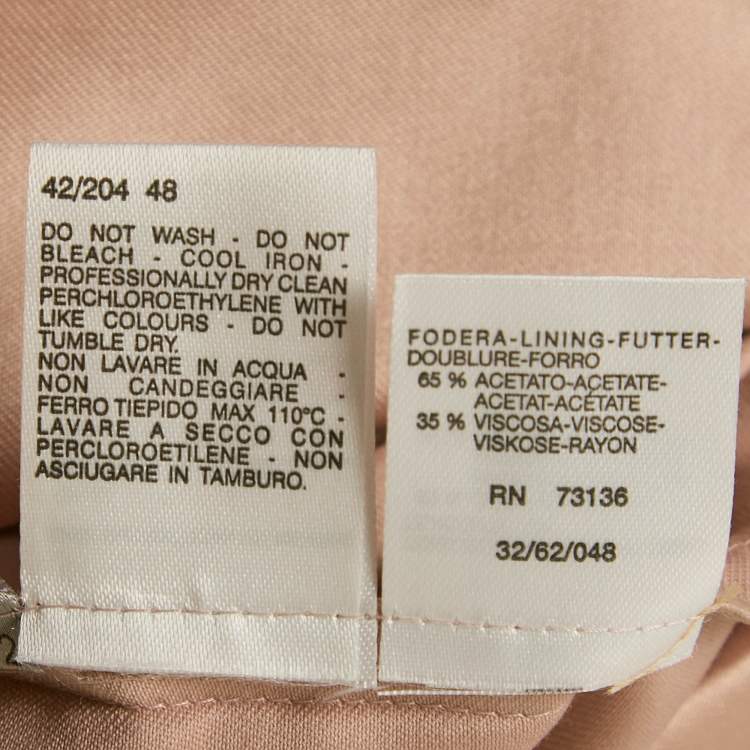 42/204 48
DO NOT WASH - DO NOT
BLEACH - COOL IRON -
PROFESSIONALLY DRY CLEAN
PERCHLOROETHYLENE WITH
LIKE COLOURS - DO NOT
TUMBLE DRY.
NON LAVARE IN ACQUA -
NON CANDEGGIARE -
FERRO TIEPIDO MAX 110°C -
LAVARE A SECCO CON
PERCLOROETILENE - NON
ASCIUGARE IN TAMBURO.
FODERA-LINING-FUTTER-
DOUBLURE-FORRO
65 % ACETATO-ACETATE-
ACETAT-ACÉTATE
35 % VISCOSA-VISCOSE-
VISKOSE-RAYON
RN 73136
32/62/048